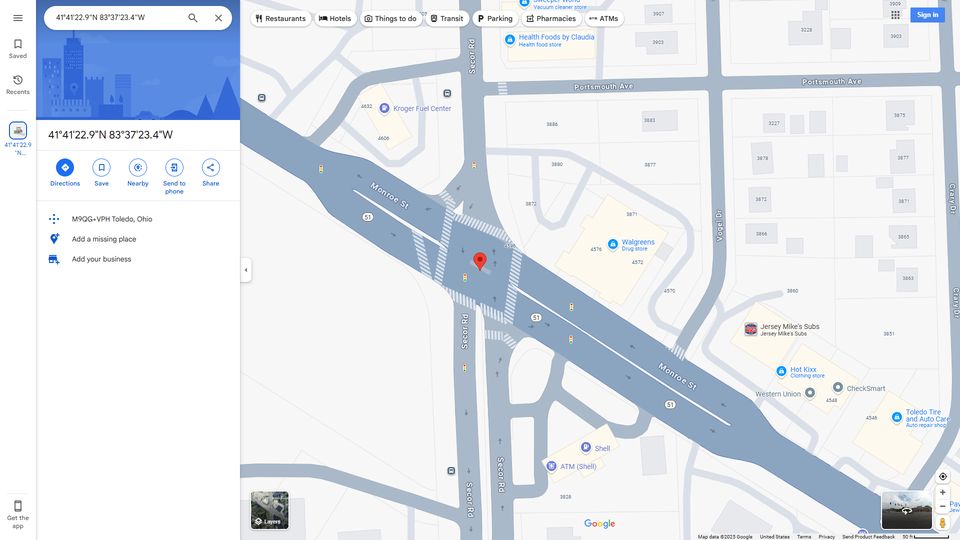 41°41'22.9"N 83°37'23.4"W
Restaurants
Hotels
Things to do
Transit
Parking
Pharmacies
ATMs
Sign in
Saved
Recents
41°41'22.9
"N...
Get the
app
41°41'22.9"N 83°37'23.4"W
Directions
Save
Nearby
Send to
phone
Share
M9QG+VPH Toledo, Ohio
Add a missing place
Add your business
Sweeper World
Vacuum cleaner store
Health Foods by Claudia
Health food store
3903
3903
3228
Secor Rd
Portsmouth Ave
Portsmouth Ave
4632
Kroger Fuel Center
4606
3886
3883
3227
3875
3880
3877
3878
3877
Monroe St
51
3872
3871
3872
3871
Cary Dr
Walgreens
Drug store
4576
4572
Vogel Dr
3866
3865
4570
3860
3863
Secor Rd
51
Jersey Mike's Subs
Jersey Mike's Subs
3851
Cary Dr
Monroe St
Hot Kixx
Clothing store
CheckSmart
Western Union
4548
51
4546
Toledo Tire
and Auto Care
Auto repair shop
Shell
ATM (Shell)
Secor Rd
Secor Rd
3828
Layers
Google
Map data ©2025 Google
United States
Terms
Privacy
Send Product Feedback
50 ft